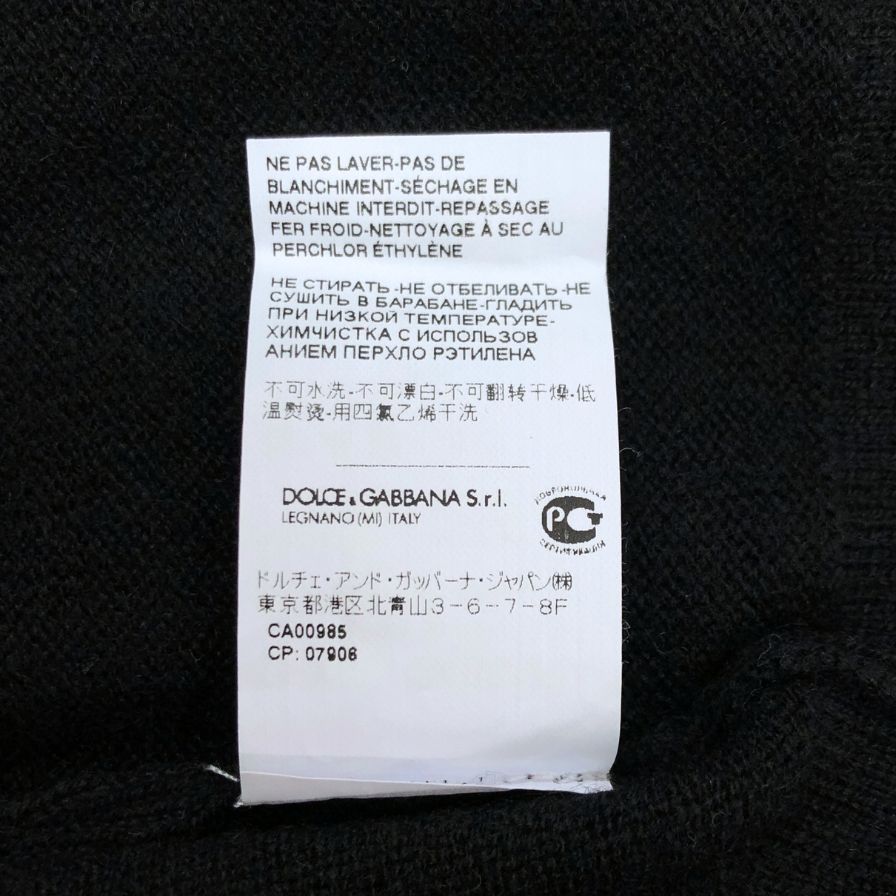 NE PAS LAVER-PAS DE
BLANCHIMENT-SÉCHAGE EN
MACHINE INTERDIT-REPASSAGE
FER FROID-NETTOYAGE À SEC AU
PERCHLOR ÉTHYLÈNE
НЕ СТИРАТЬ-НЕ ОТБЕЛИВАТЬ-НЕ
СУШИТЬ В БАРАБАНЕ-ГЛАДИТЬ
ПРИ НИЗКОЙ ТЕМПЕРАТУРЕ-
ХИМЧИСТКА С ИСПОЛЬЗОВ
АНИЕМ ПЕРХЛО РЭТИЛЕНА
不可水洗-不可漂白-不可翻转干燥-低
温熨烫-用四氯乙烯干洗
DOLCE & GABBANA S.r.l.
LEGNANO (MI) ITALY
ДОБРОВОЛЬНАЯ
РСТ
СЕРТИФИКАЦИЯ
ドルチェ・アンド・ガッバーナ・ジャパン㈱
東京都港区北青山3-6-7-8F
CA00985
CP: 07906